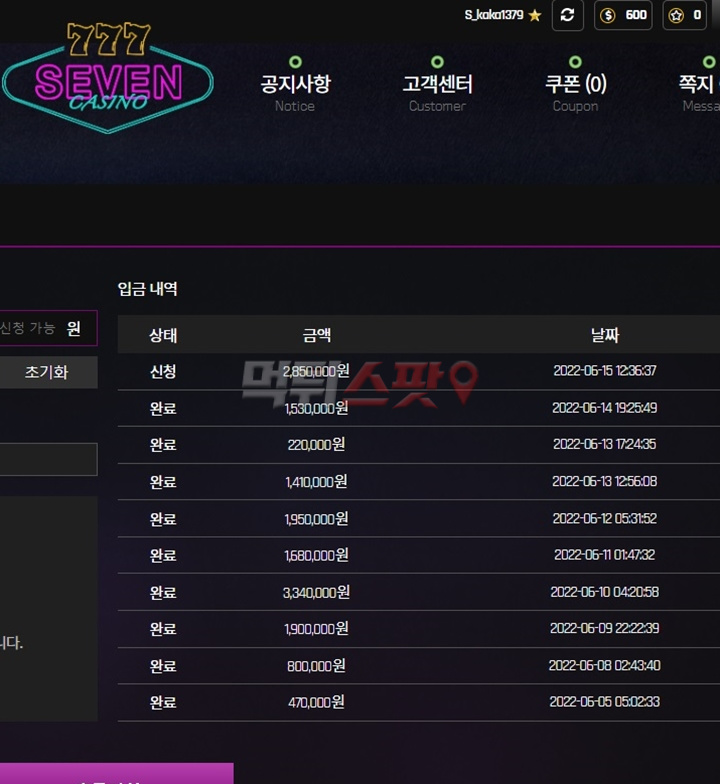 S_kaka1379 600 0
777
SEVEN
CASINO
공지사항 고객센터 쿠폰 (0) 쪽지
Notice Customer Coupon Messa
입금 내역
신청 가능 원
상태 금액 날짜
초기화
신청 2,850,000원 2022-06-15 12:36:37
먹튀스팟
완료 1,530,000원 2022-06-14 19:25:49
완료 220,000원 2022-06-13 17:24:35
완료 1,410,000원 2022-06-13 12:56:08
완료 1,950,000원 2022-06-12 05:31:52
완료 1,680,000원 2022-06-11 01:47:32
완료 3,340,000원 2022-06-10 04:20:58
완료 1,900,000원 2022-06-09 22:22:39
니다.
완료 800,000원 2022-06-08 02:43:40
완료 470,000원 2022-06-05 05:02:33